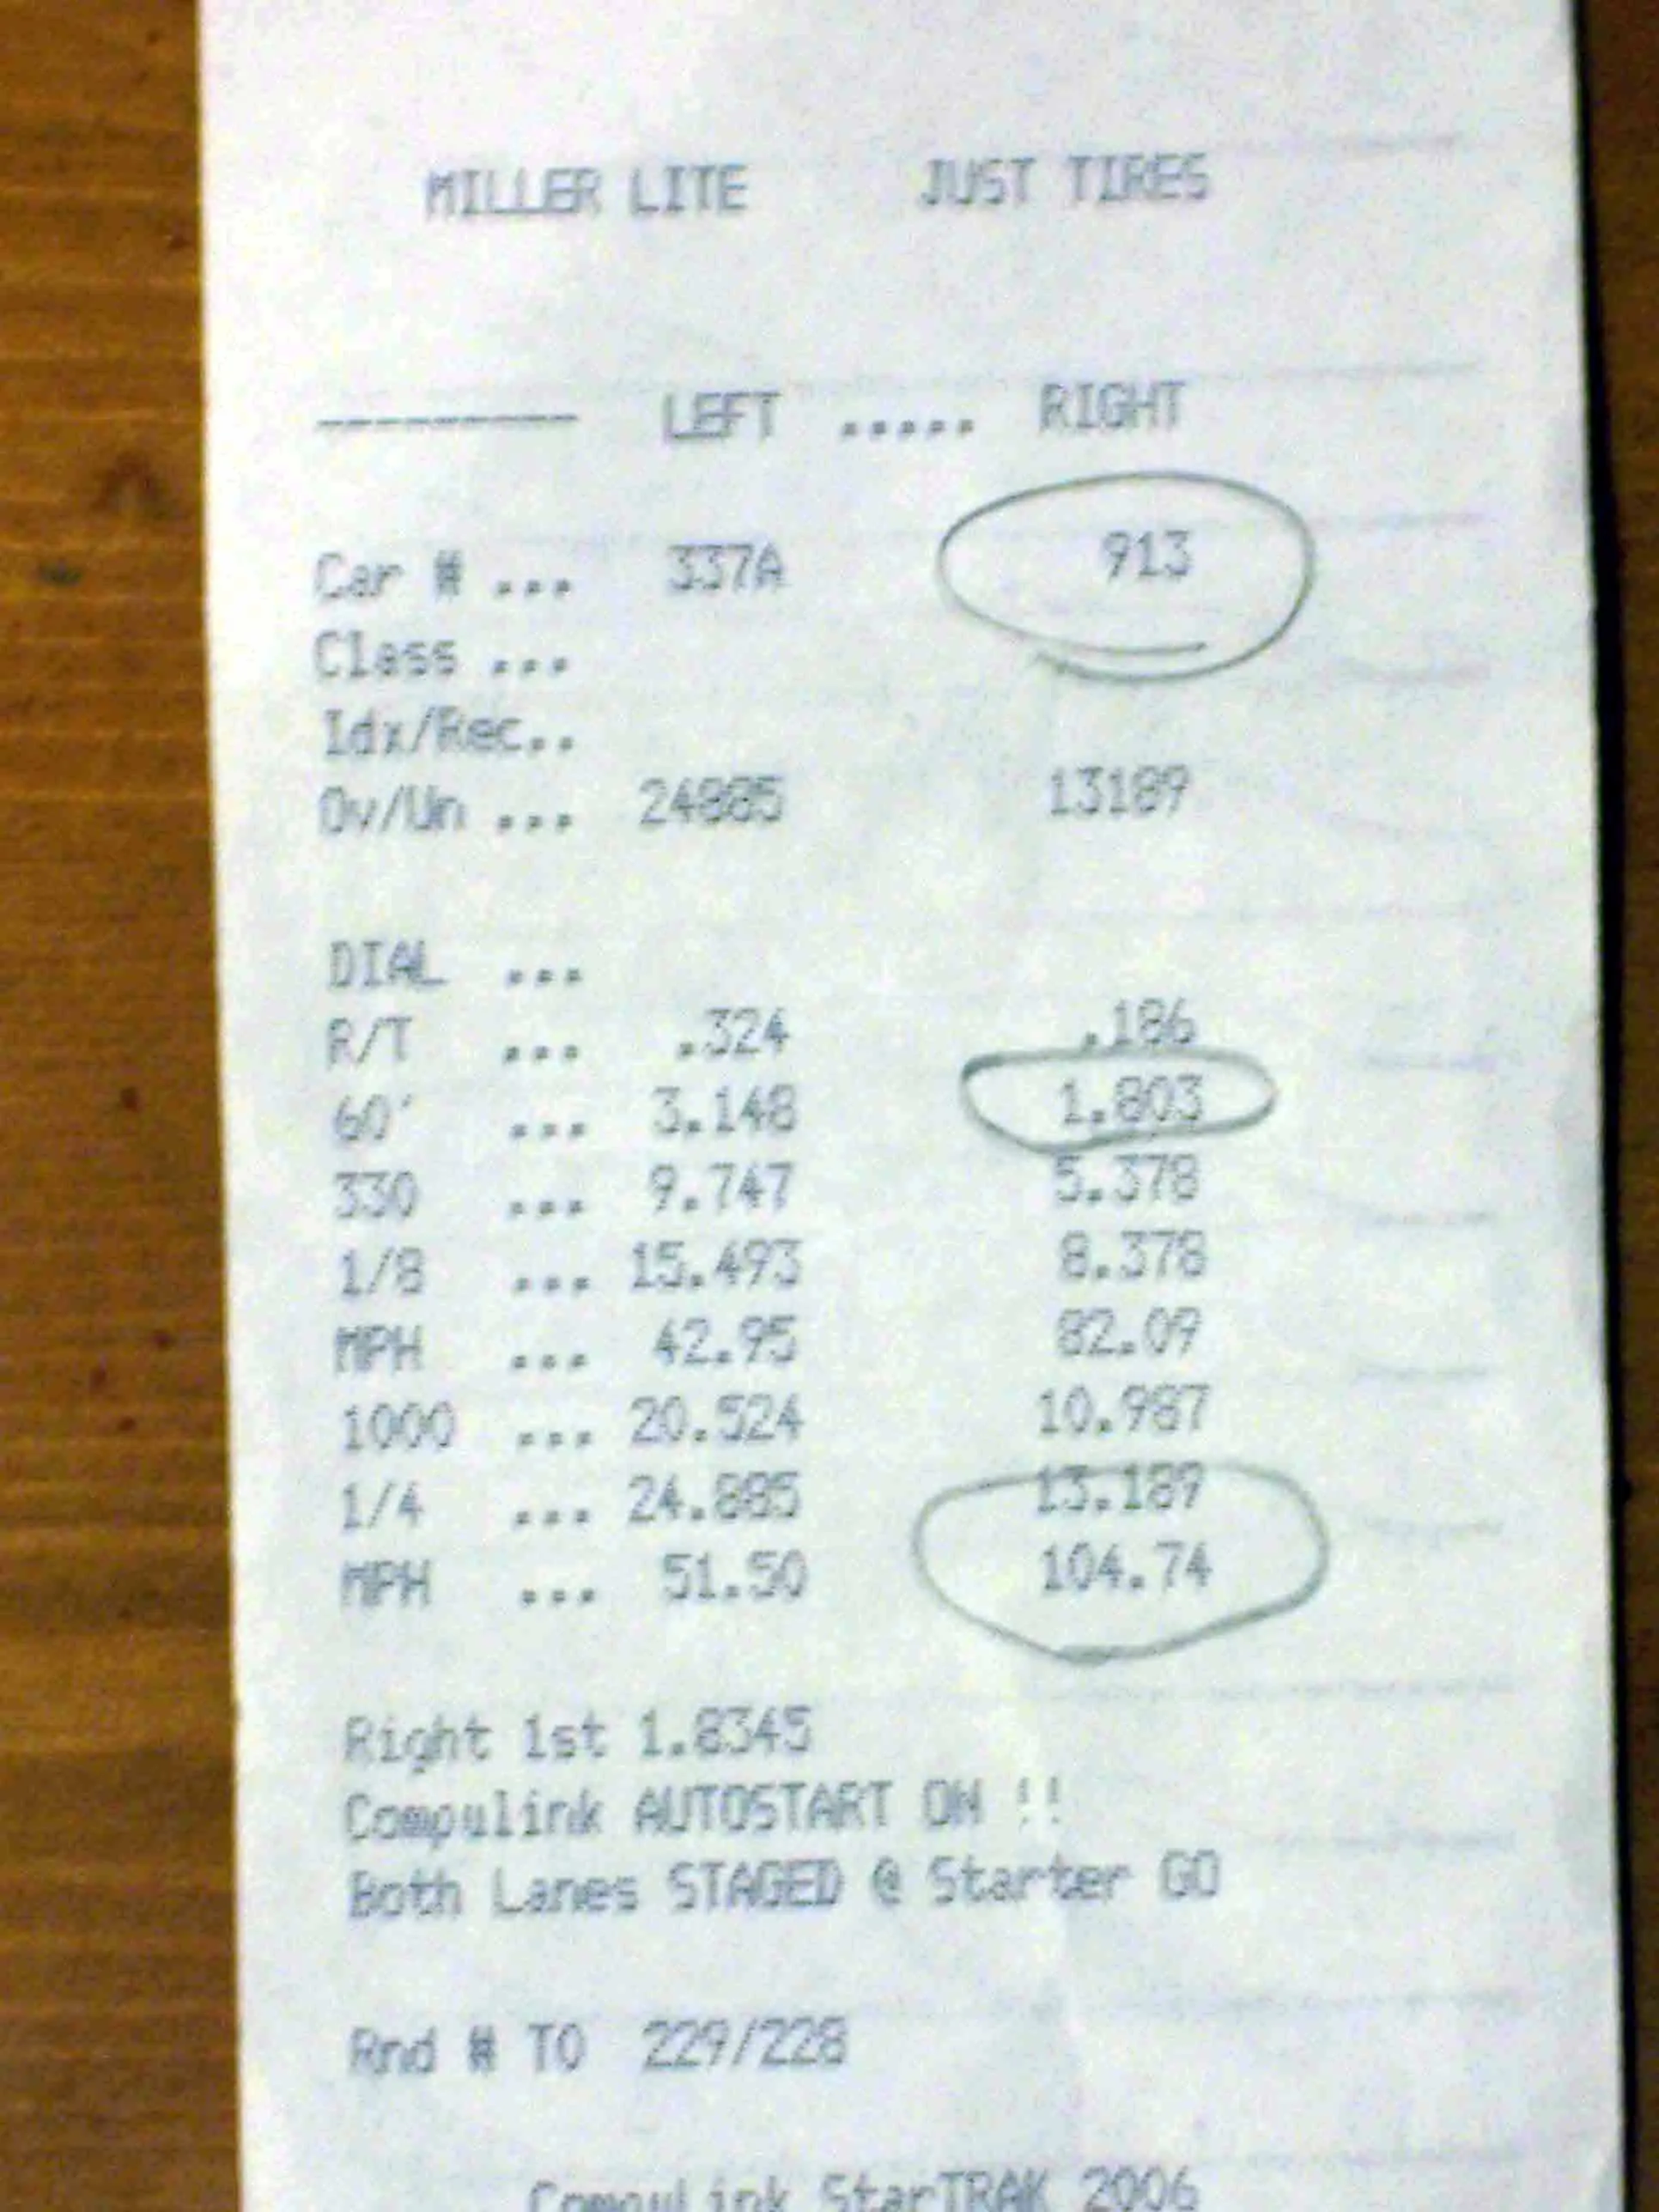 MILLER LITE JUST TIRES
---------- LEFT ..... RIGHT
Car # ... 337A 913
Class ...
Idx/Rec..
Ov/Un ... 24885 13189
DIAL ...
R/T ... .324 .186
60' ... 3.148 1.803
330 ... 9.747 5.378
1/8 ... 15.493 8.378
MPH ... 42.95 82.09
1000 ... 20.524 10.987
1/4 ... 24.885 13.189
MPH ... 51.50 104.74
Right 1st 1.8345
Compulink AUTOSTART ON !!
Both Lanes STAGED @ Starter GO
Rnd # TO 229/228
CompuLink StarTRAK 2006